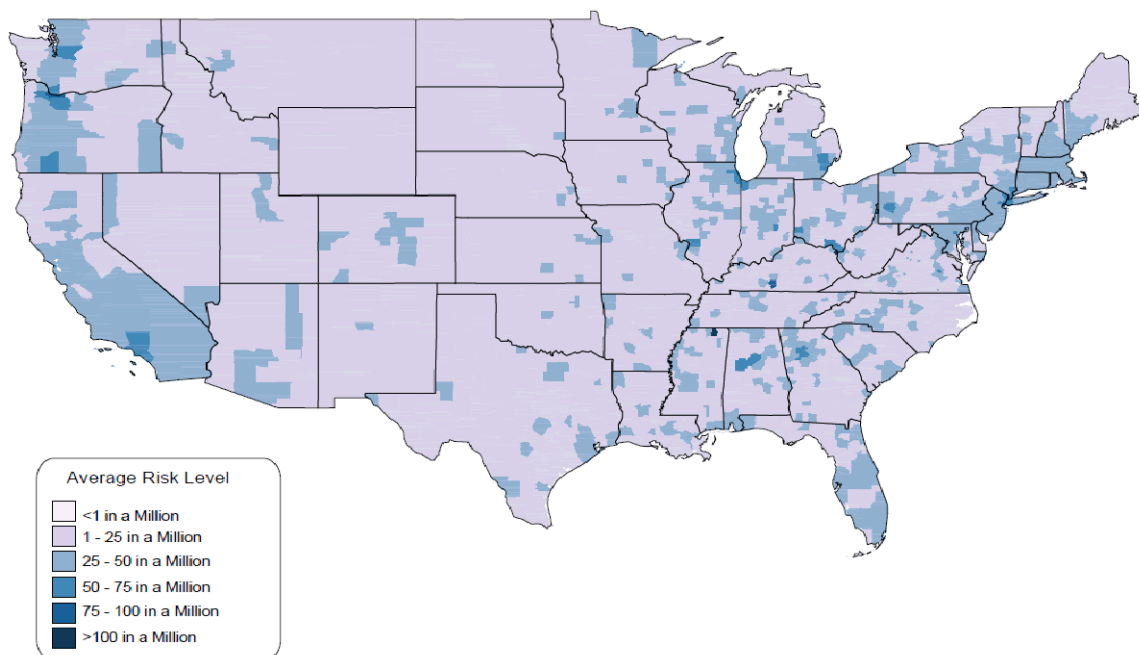 Average Risk Level
<1 in a Million
1 - 25 in a Million
25 - 50 in a Million
50 - 75 in a Million
75 - 100 in a Million
>100 in a Million